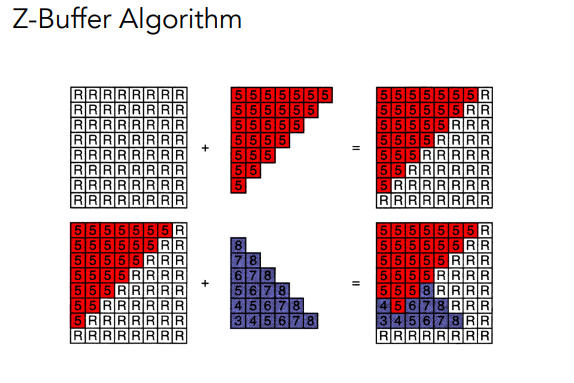 Z-Buffer Algorithm
R R R R R R R R
R R R R R R R R
R R R R R R R R
R R R R R R R R
R R R R R R R R
R R R R R R R R
R R R R R R R R
R R R R R R R R
+
5 5 5 5 5 5 5
5 5 5 5 5 5
5 5 5 5 5
5 5 5 5
5 5 5
5 5
5
=
5 5 5 5 5 5 5 R
5 5 5 5 5 5 R R
5 5 5 5 5 R R R
5 5 5 5 R R R R
5 5 5 R R R R R
5 5 R R R R R R
5 R R R R R R R
R R R R R R R R
5 5 5 5 5 5 5 R
5 5 5 5 5 5 R R
5 5 5 5 5 R R R
5 5 5 5 R R R R
5 5 5 R R R R R
5 5 R R R R R R
5 R R R R R R R
R R R R R R R R
+
8
7 8
6 7 8
5 6 7 8
4 5 6 7 8
3 4 5 6 7 8
=
5 5 5 5 5 5 5 R
5 5 5 5 5 5 R R
5 5 5 5 5 R R R
5 5 5 5 R R R R
5 5 5 8 R R R R
4 5 6 7 8 R R R
3 4 5 6 7 8 R R
R R R R R R R R